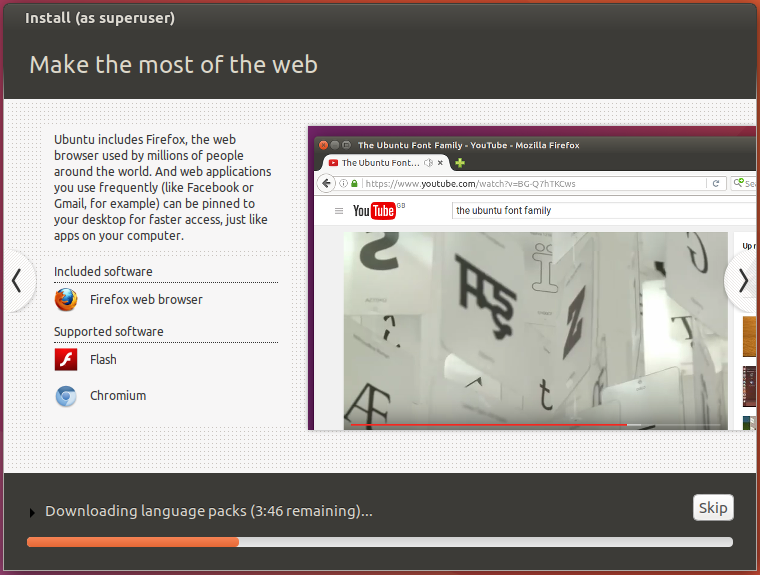 Install (as superuser)
Make the most of the web
Ubuntu includes Firefox, the web
browser used by millions of people
around the world. And web applications
you use frequently (like Facebook or
Gmail, for example) can be pinned to
your desktop for faster access, just like
apps on your computer.
Included software
Firefox web browser
Supported software
Flash
Chromium
The Ubuntu Font Family - YouTube - Mozilla Firefox
The Ubuntu Font...
https://www.youtube.com/watch?v=BG-Q7hTKCws
Sea
YouTube GB
the ubuntu font family
Up n
S
i
Z
t
Æ
Downloading language packs (3:46 remaining)...
Skip